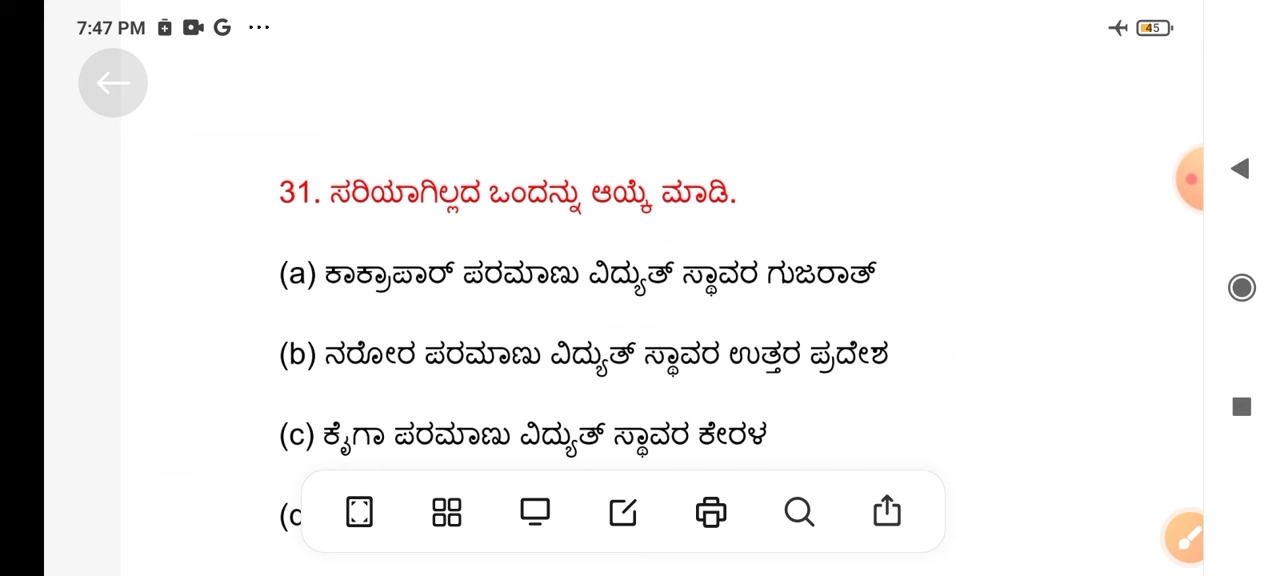 7:47 PM G ...
45
31. ಸರಿಯಾಗಿಲ್ಲದ ಒಂದನ್ನು ಆಯ್ಕೆ ಮಾಡಿ.
(a) ಕಾಕ್ರಾಪಾರ್ ಪರಮಾಣು ವಿದ್ಯುತ್ ಸ್ಥಾವರ ಗುಜರಾತ್
(b) ನರೋರ ಪರಮಾಣು ವಿದ್ಯುತ್ ಸ್ಥಾವರ ಉತ್ತರ ಪ್ರದೇಶ
(c) ಕೈಗಾ ಪರಮಾಣು ವಿದ್ಯುತ್ ಸ್ಥಾವರ ಕೇರಳ